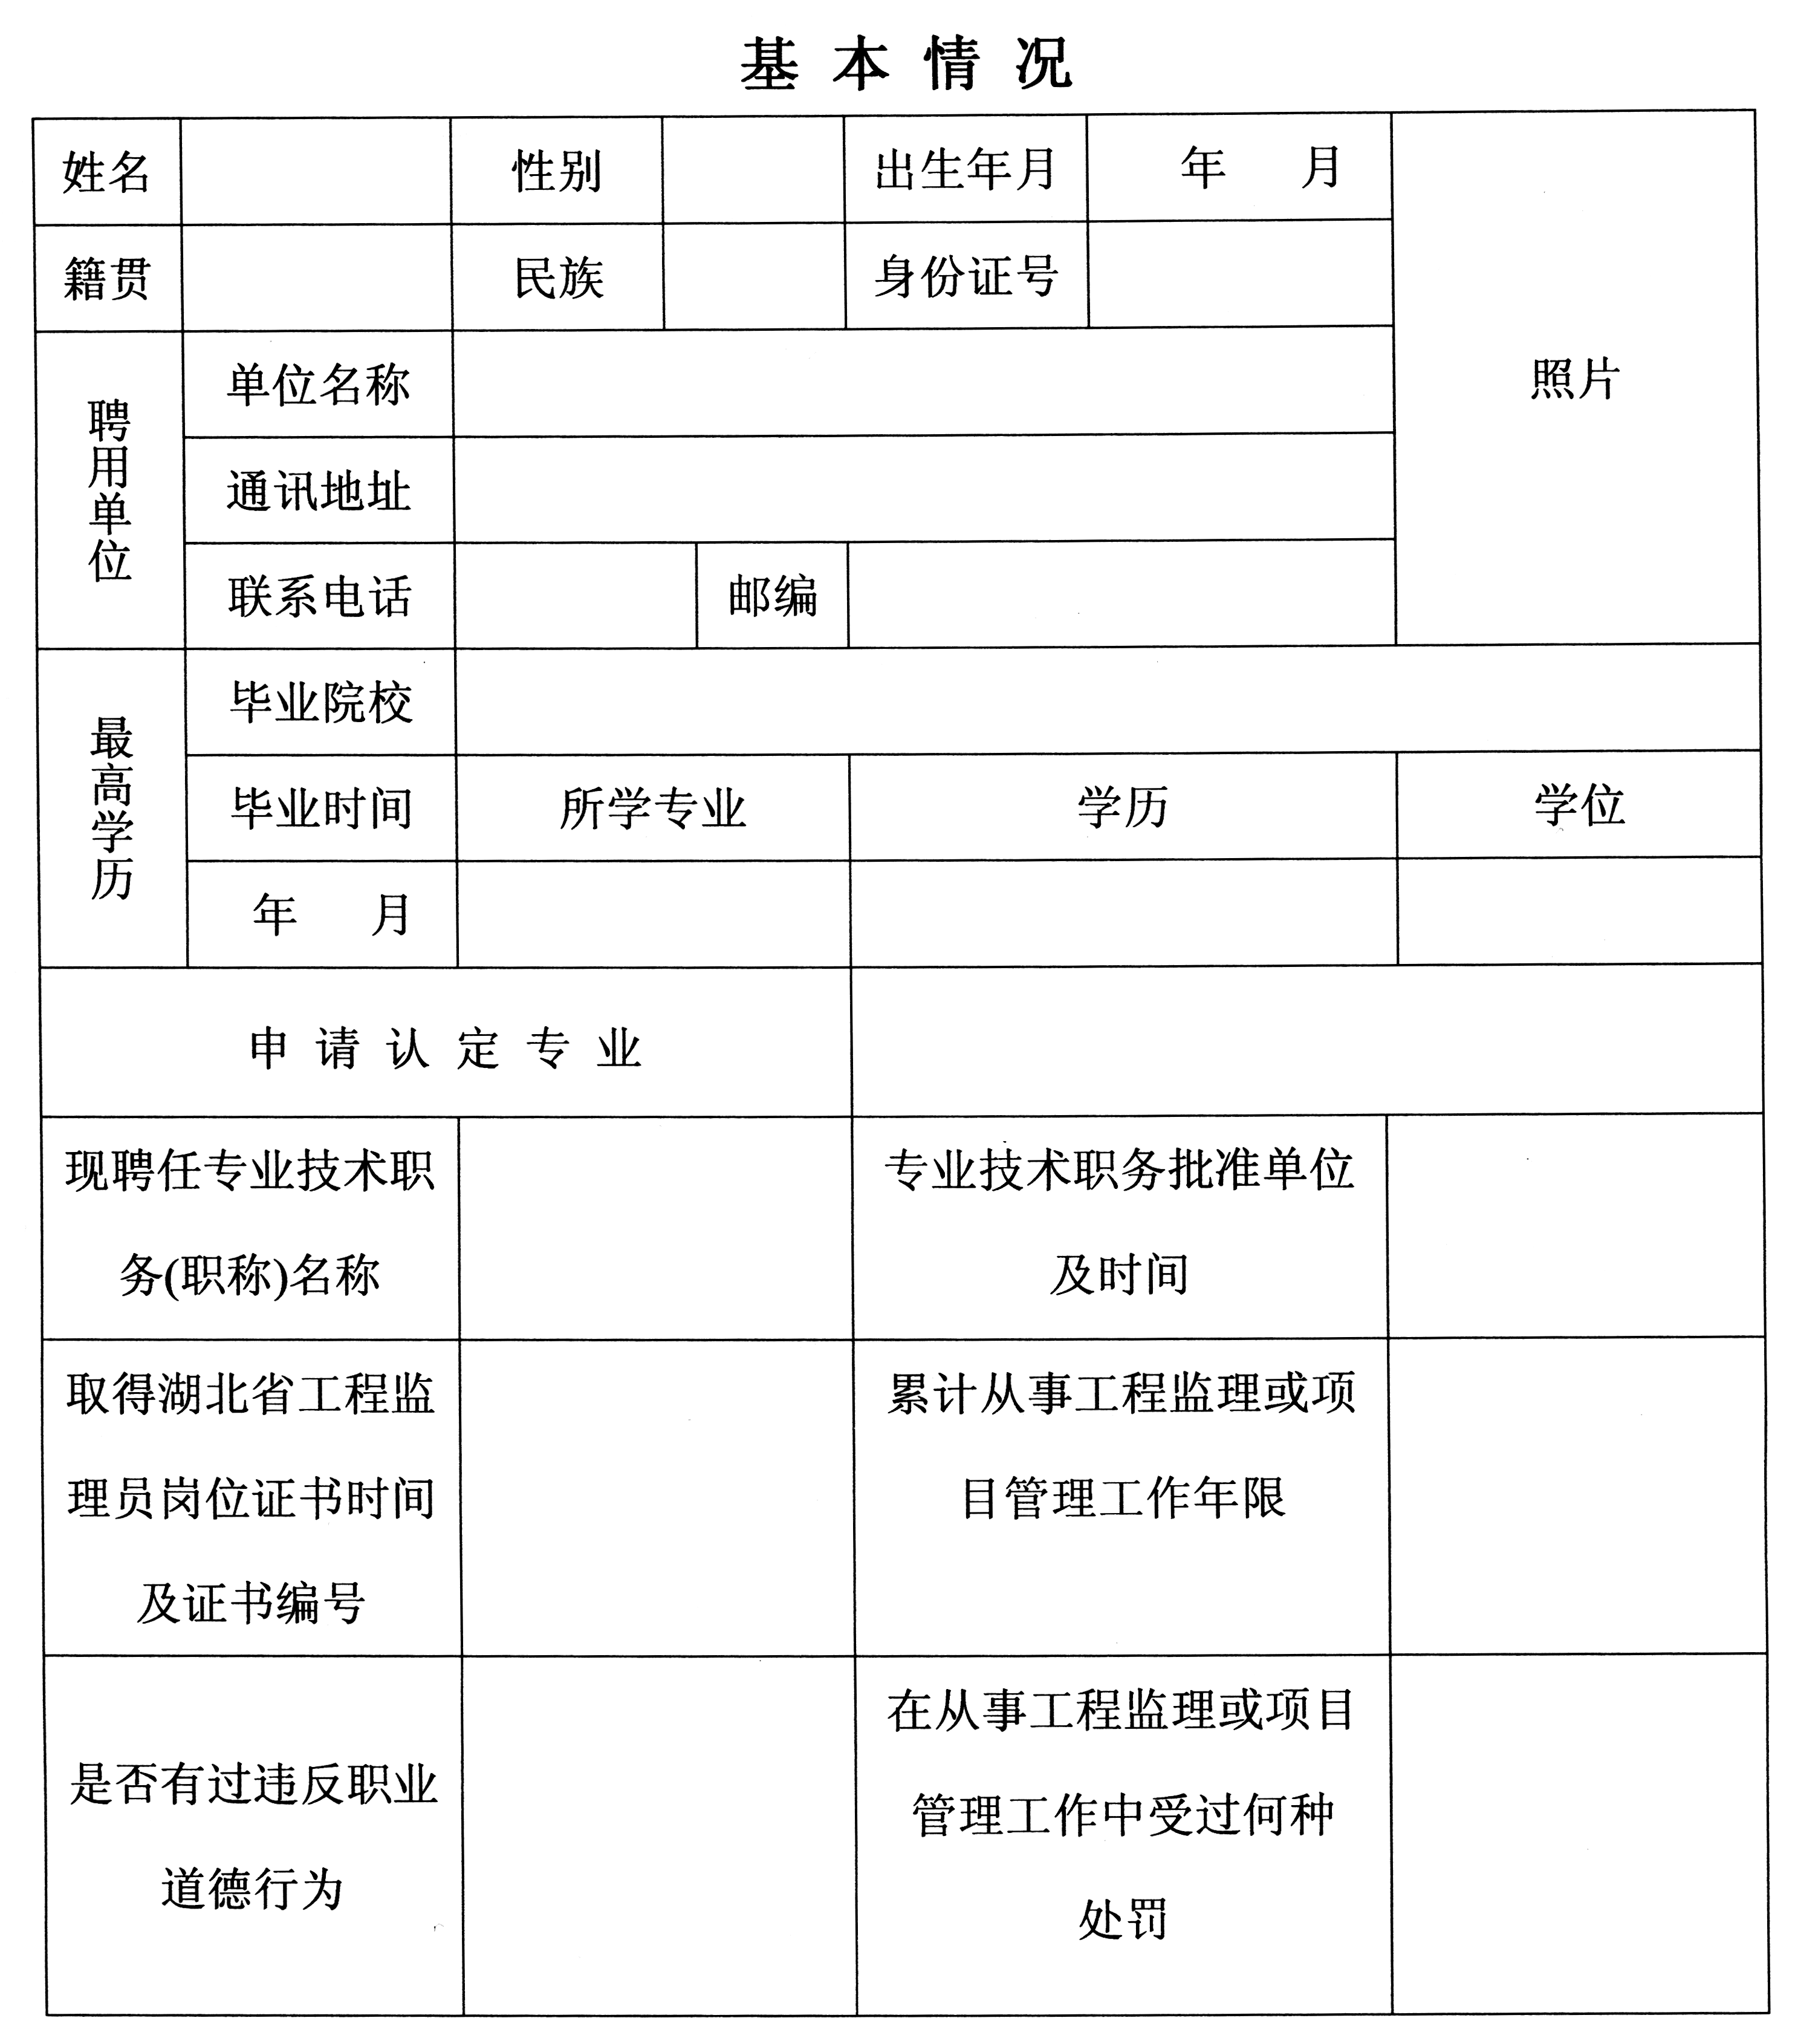 基本情况
姓名 性别 出生年月 年 月
籍贯 民族 身份证号
照片
聘用单位
单位名称
通讯地址
联系电话 邮编
最高学历
毕业院校
毕业时间 所学专业 学历 学位
年 月
申请认定专业
现聘任专业技术职
务(职称)名称
专业技术职务批准单位
及时间
取得湖北省工程监
理员岗位证书时间
及证书编号
累计从事工程监理或项
目管理工作年限
是否有过违反职业
道德行为
在从事工程监理或项目
管理工作中受过何种
处罚